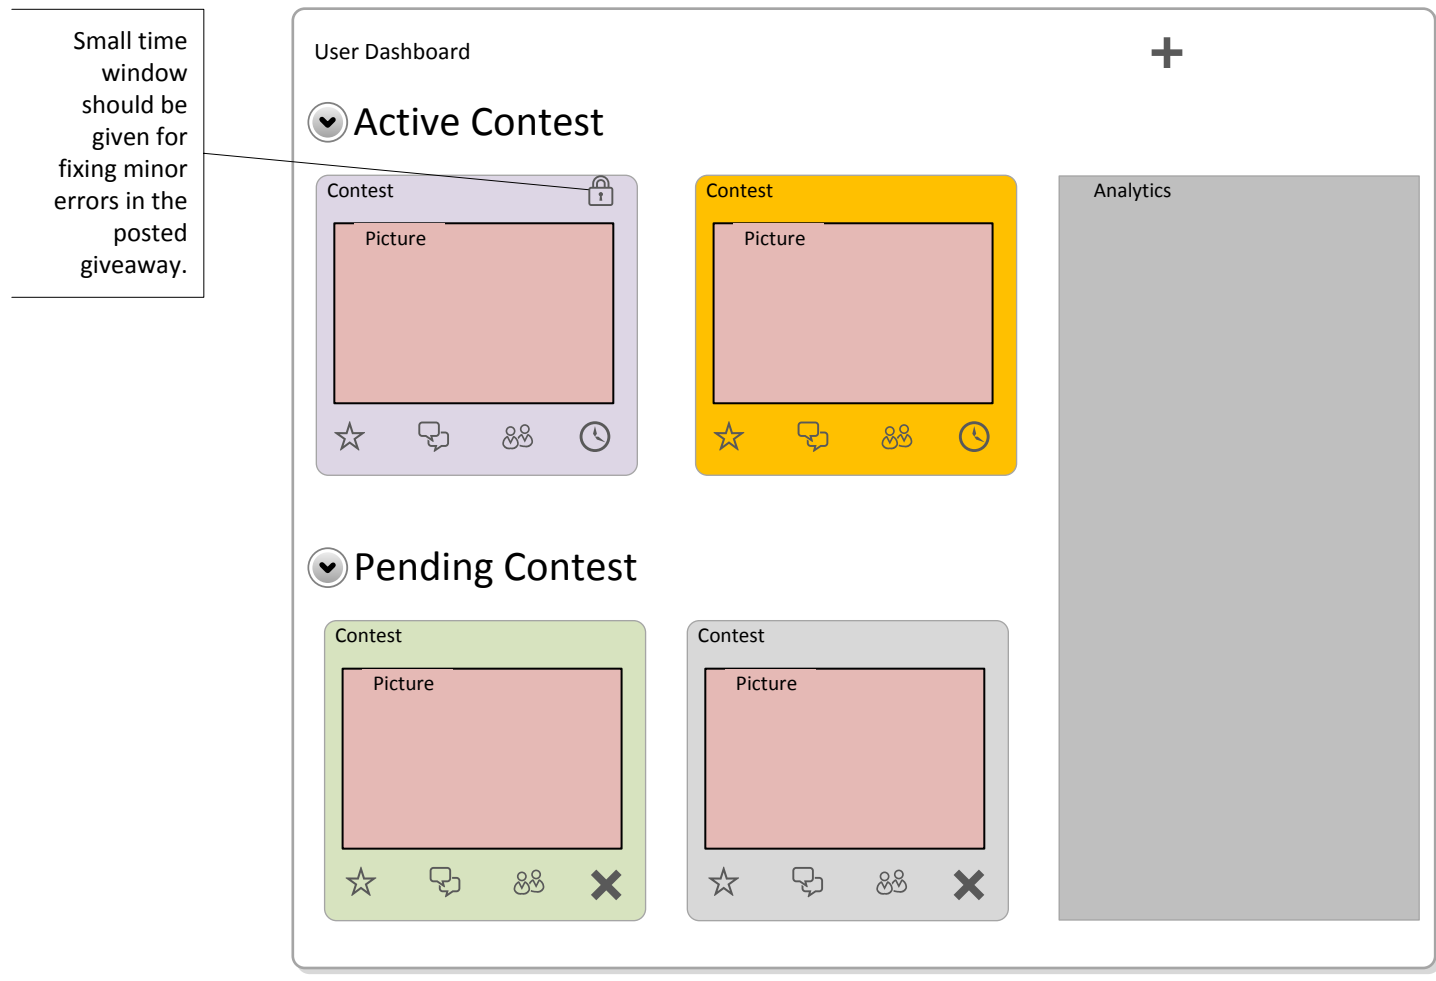 Small time
window
should be
given for
fixing minor
errors in the
posted
giveaway.
User Dashboard
Active Contest
Contest
Picture
Contest
Picture
Analytics
Pending Contest
Contest
Picture
Contest
Picture